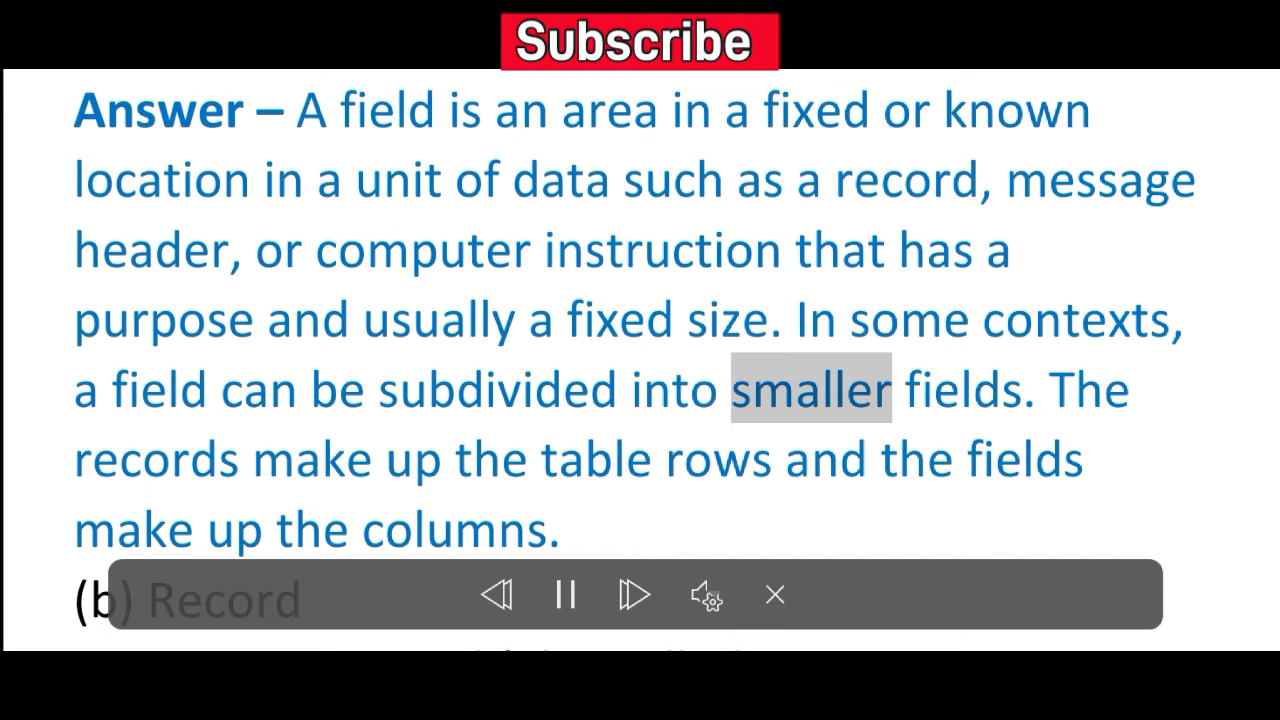 Subscribe
Answer – A field is an area in a fixed or known
location in a unit of data such as a record, message
header, or computer instruction that has a
purpose and usually a fixed size. In some contexts,
a field can be subdivided into smaller fields. The
records make up the table rows and the fields
make up the columns.
(b) Record